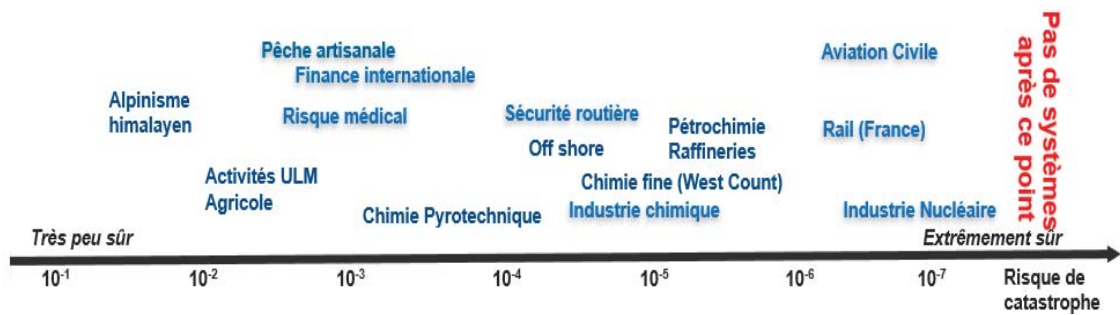 Pêche artisanale
Finance internationale
Aviation Civile
Pas de systèmes
après ce point
Alpinisme
himalayen
Risque médical
Sécurité routière
Pétrochimie
Raffineries
Rail (France)
Off shore
Activités ULM
Agricole
Chimie fine (West Count)
Chimie Pyrotechnique
Industrie chimique
Industrie Nucléaire
Très peu sûr
Extrêmement sûr
10⁻¹ 10⁻² 10⁻³ 10⁻⁴ 10⁻⁵ 10⁻⁶ 10⁻⁷ Risque de
catastrophe